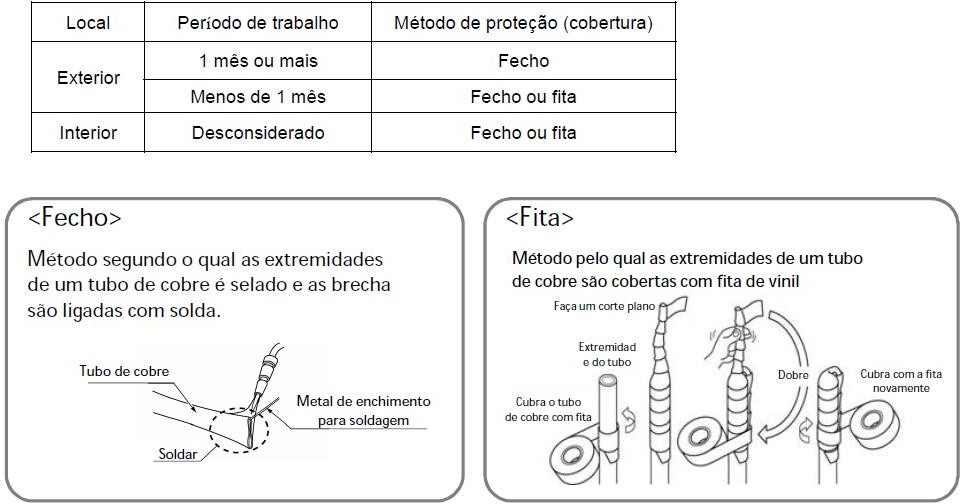 Local Período de trabalho Método de proteção (cobertura)
Exterior
1 mês ou mais Fecho
Menos de 1 mês Fecho ou fita
Interior Desconsiderado Fecho ou fita
<Fecho>
Método segundo o qual as extremidades
de um tubo de cobre é selado e as brecha
são ligadas com solda.
Tubo de cobre
Metal de enchimento
para soldagem
Soldar
<Fita>
Método pelo qual as extremidades de um tubo
de cobre são cobertas com fita de vinil
Faça um corte plano
Extremidad
e do tubo
Cubra o tubo
de cobre com fita
Dobre
Cubra com a fita
novamente